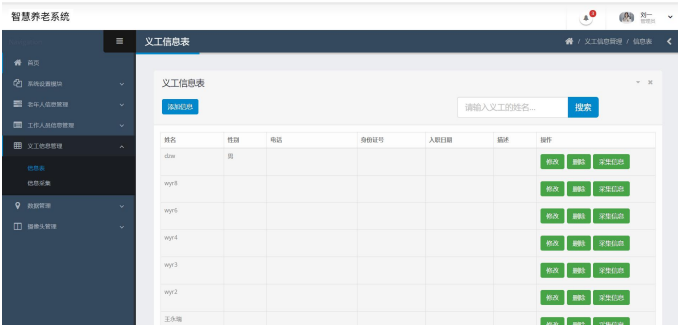 智慧养老系统
刘一
管理员
义工信息表
/ 义工信息管理 / 信息表
首页
系统设置模块
老年人信息管理
工作人员信息管理
义工信息管理
信息表
信息采集
数据管理
摄像头管理
义工信息表
添加信息
请输入义工的姓名...
搜索
姓名 性别 电话 身份证号 入职日期 描述 操作
dzw 男 修改 删除 采集信息
wyr8 修改 删除 采集信息
wyr6 修改 删除 采集信息
wyr4 修改 删除 采集信息
wyr3 修改 删除 采集信息
wyr2 修改 删除 采集信息
王永瑞 修改 删除 采集信息